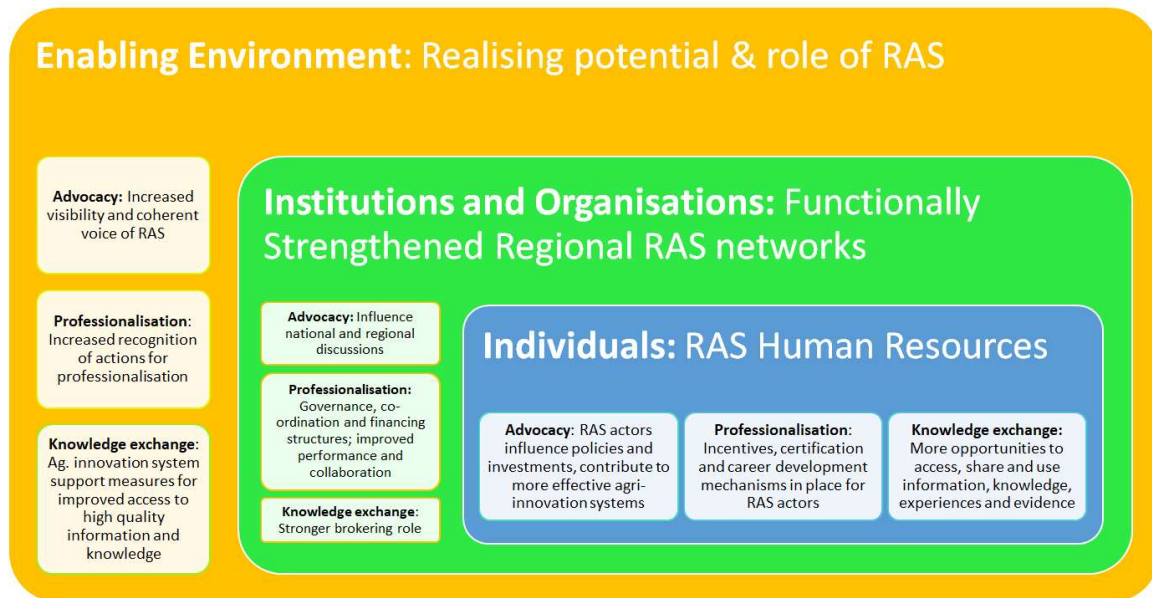 Enabling Environment: Realising potential & role of RAS
Advocacy: Increased
visibility and coherent
voice of RAS
Professionalisation:
Increased recognition
of actions for
professionalisation
Knowledge exchange:
Ag. innovation system
support measures for
improved access to
high quality
information and
knowledge
Institutions and Organisations: Functionally
Strengthened Regional RAS networks
Advocacy: Influence
national and regional
discussions
Professionalisation:
Governance, co-
ordination and financing
structures; improved
performance and
collaboration
Knowledge exchange:
Stronger brokering role
Individuals: RAS Human Resources
Advocacy: RAS actors
influence policies and
investments, contribute to
more effective agri-
innovation systems
Professionalisation:
Incentives, certification
and career development
mechanisms in place for
RAS actors
Knowledge exchange:
More opportunities to
access, share and use
information, knowledge,
experiences and evidence